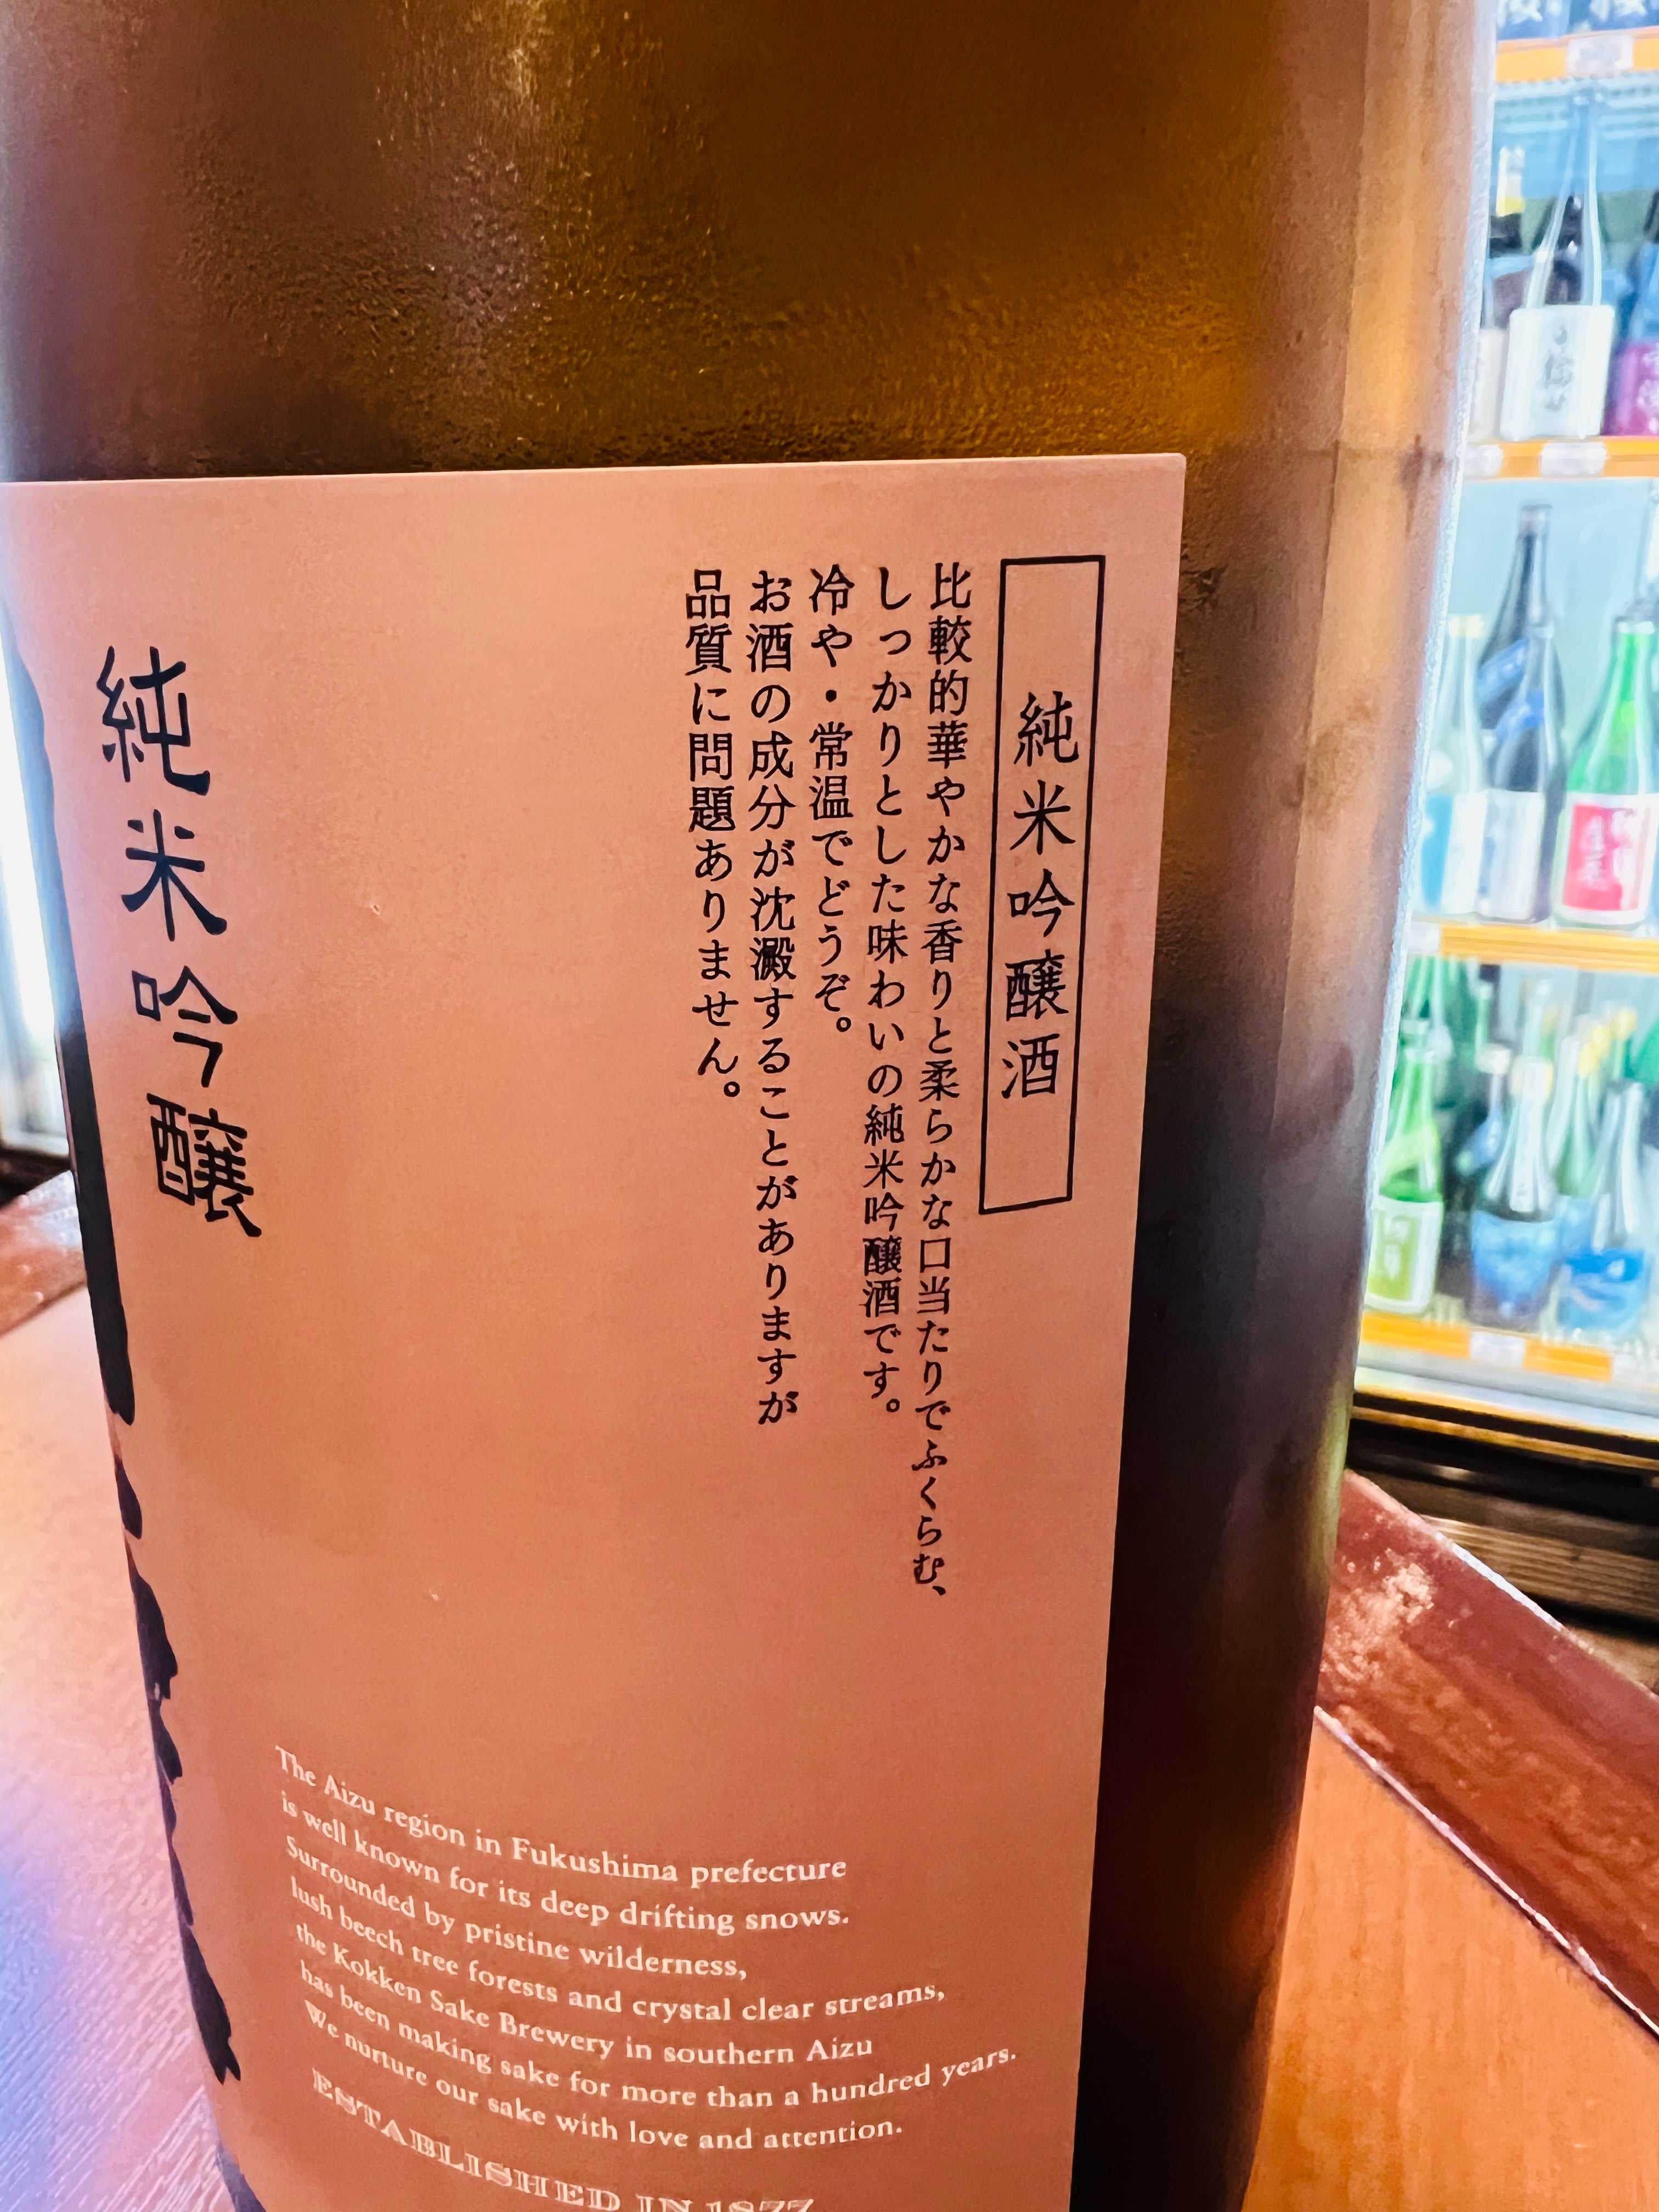 純米吟醸酒
比較的華やかな香りと柔らかな口当たりでふくらむ、
しっかりとした味わいの純米吟醸酒です。
冷や・常温でどうぞ。
お酒の成分が沈澱することがありますが
品質に問題ありません。
純米吟醸
The Aizu region in Fukushima prefecture
is well known for its deep drifting snows.
Surrounded by pristine wilderness,
lush beech tree forests and crystal clear streams,
the Kokken Sake Brewery in southern Aizu
has been making sake for more than a hundred years.
We nurture our sake with love and attention.
ESTABLISHED IN 1877